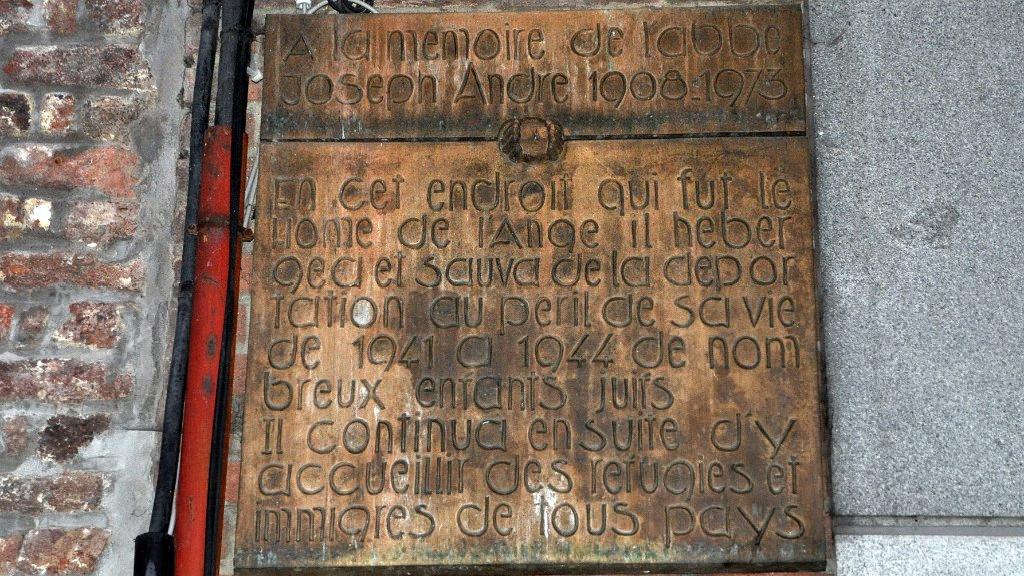 A la memoire de l'abbe
Joseph Andre 1908-1973
En cet endroit qui fut le
Home de l'Ange il heber
gea et sauva de la depor
tation au peril de sa vie
de 1941 a 1944 de nom
breux enfants juifs
Il continua ensuite d'y
accueillir des refugies et
immigres de tous pays